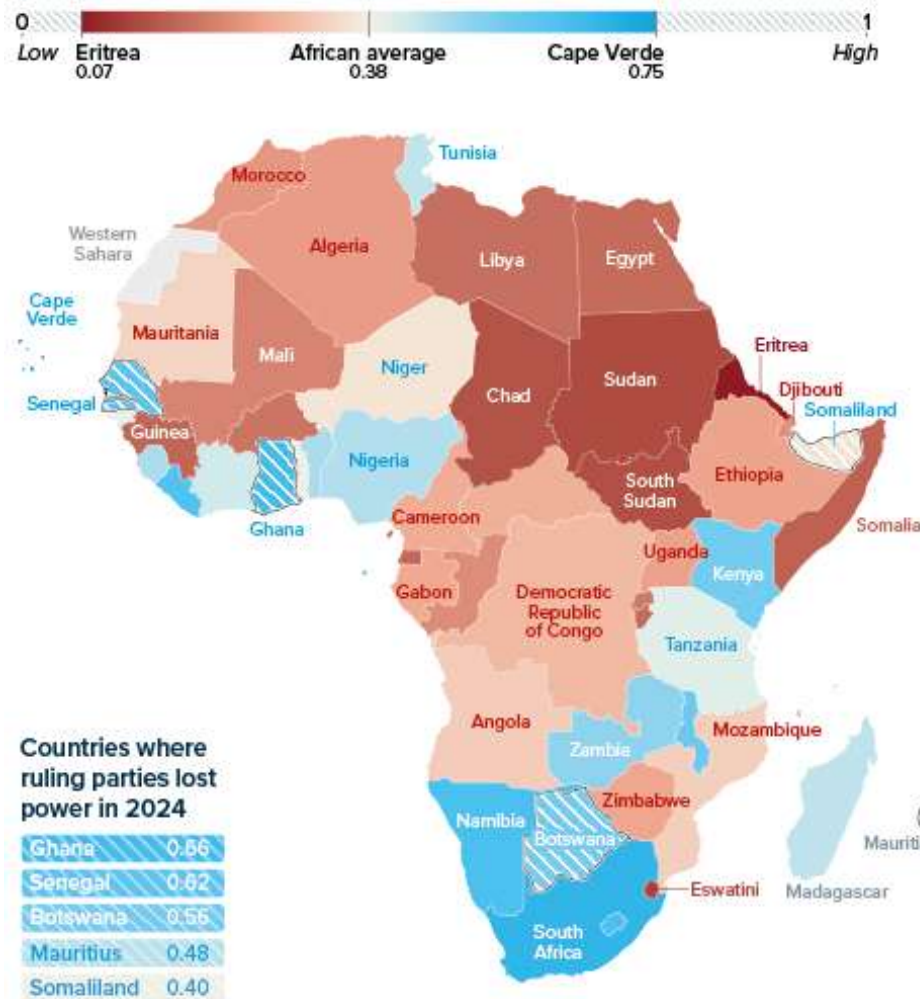 0
1
Low
Eritrea
African average
Cape Verde
High
0.07
0.38
0.75
Tunisia
Morocco
Western
Sahara
Algeria
Libya
Egypt
Cape
Verde
Mauritania
Mali
Niger
Chad
Sudan
Eritrea
Djibouti
Somaliland
Senegal
Guinea
Nigeria
South
Sudan
Ethiopia
Ghana
Cameroon
Somalia
Uganda
Kenya
Gabon
Democratic
Republic
of Congo
Tanzania
Angola
Mozambique
Zambia
Countries where
ruling parties lost
power in 2024
Zimbabwe
Namibia
Botswana
Mauriti
Madagascar
Eswatini
South
Africa
Ghana
Senegal 0.62
Botswana 0.56
Mauritius 0.48
Somaliland 0.40